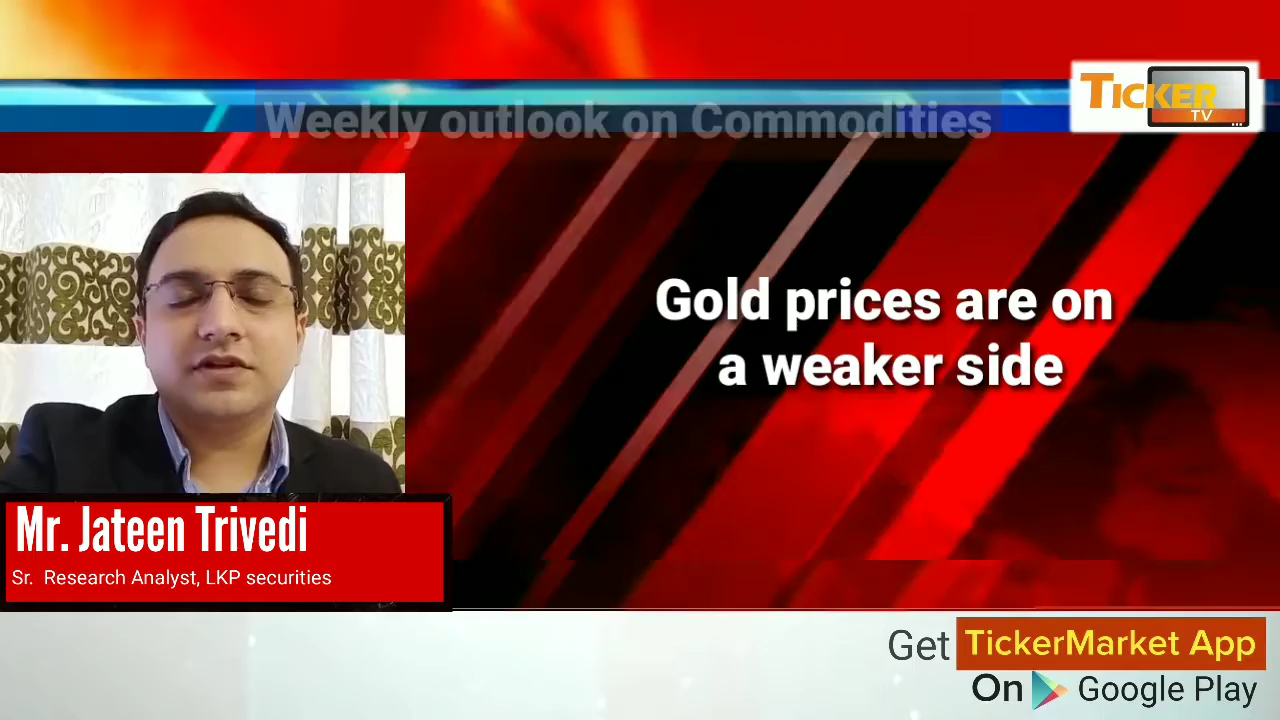 Weekly outlook on Commodities
TICKER
TV
Gold prices are on
a weaker side
Mr. Jateen Trivedi
Sr. Research Analyst, LKP securities
Get TickerMarket App
On Google Play